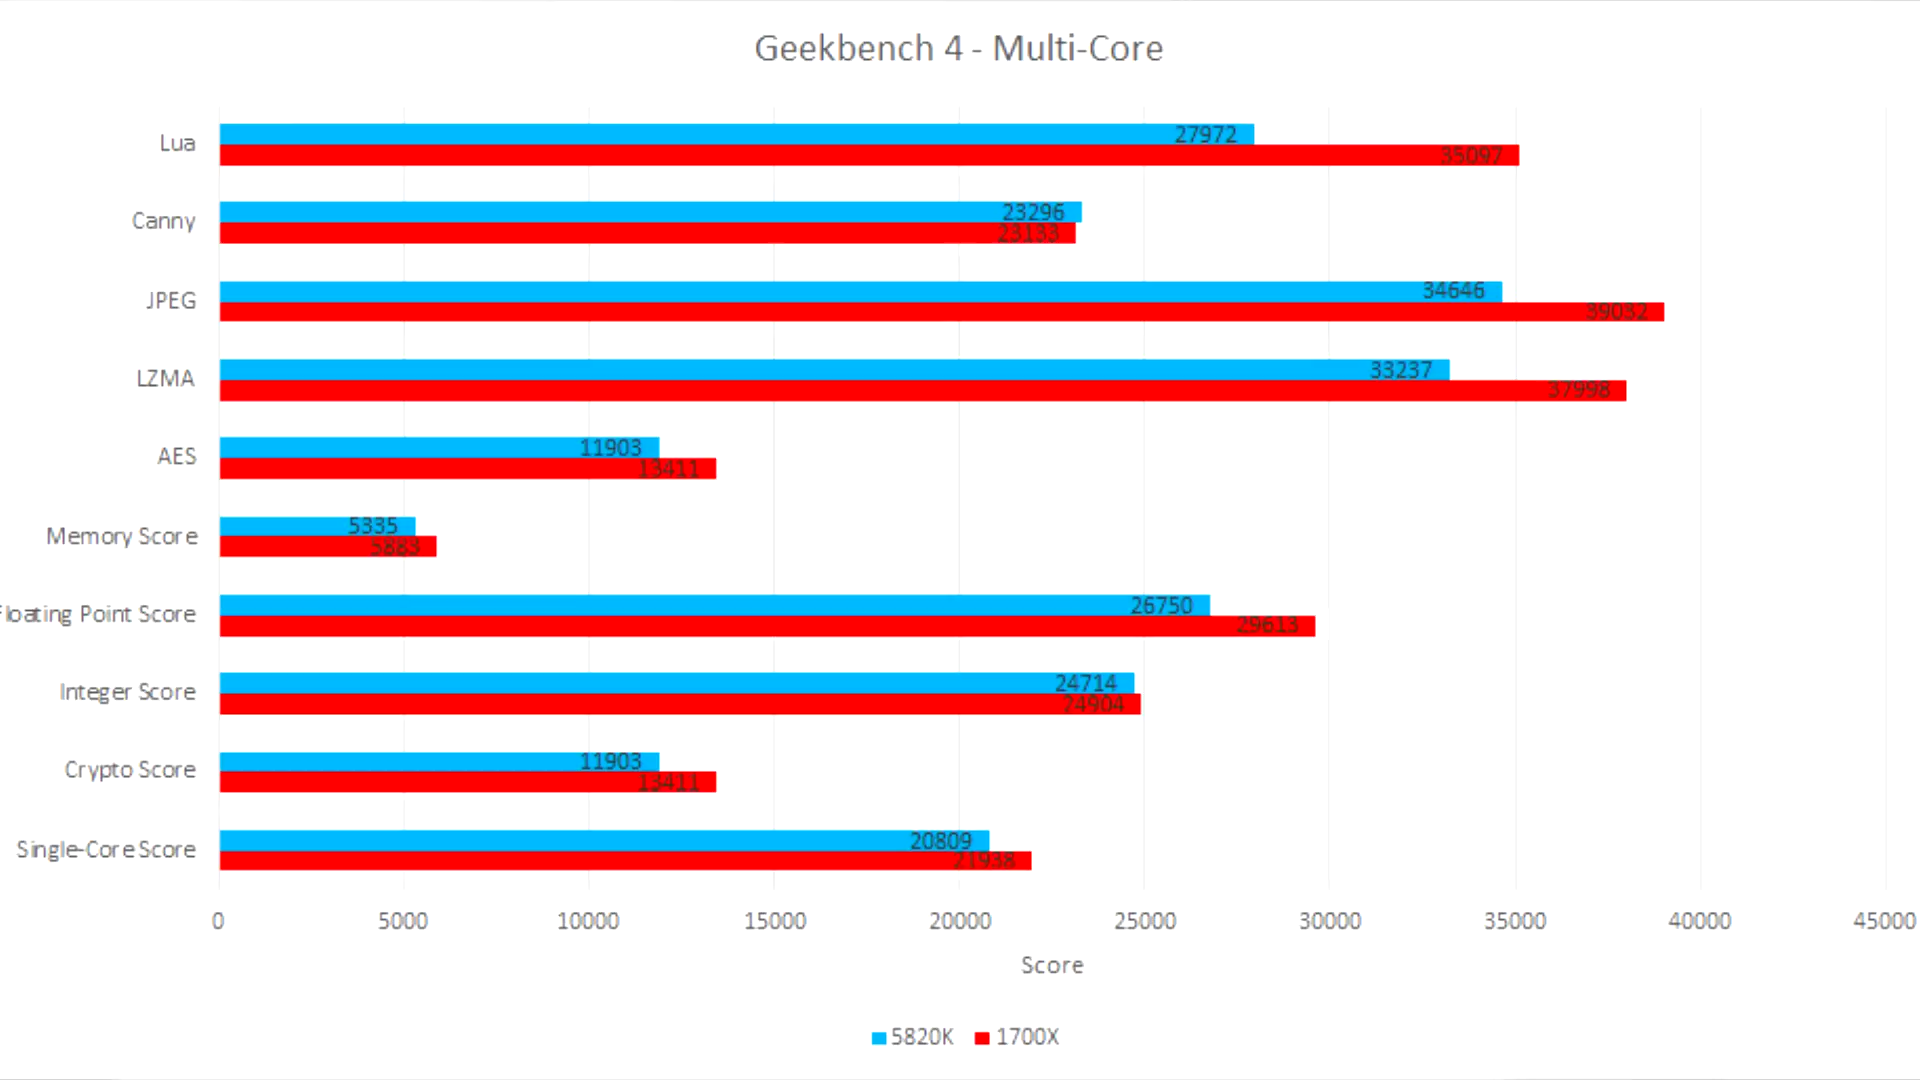 Geekbench 4 - Multi-Core
Lua
27972
35097
Canny
23296
23133
JPEG
34646
39032
LZMA
33237
37998
AES
11903
13411
Memory Score
5335
5883
Floating Point Score
26750
29613
Integer Score
24714
24904
Crypto Score
11903
13411
Single-Core Score
20809
21938
0 5000 10000 15000 20000 25000 30000 35000 40000 45000
Score
5820K 1700X